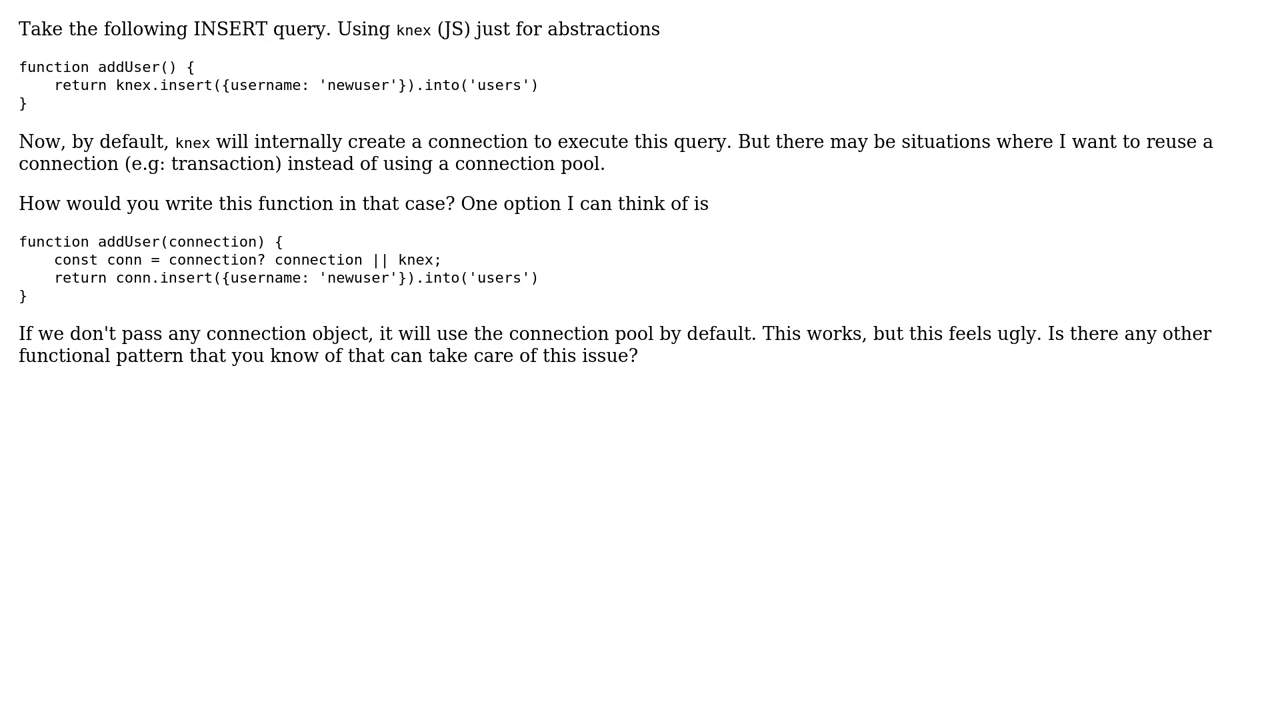 Take the following INSERT query. Using knex (JS) just for abstractions
function addUser() {
    return knex.insert({username: 'newuser'}).into('users')
}
Now, by default, knex will internally create a connection to execute this query. But there may be situations where I want to reuse a
connection (e.g: transaction) instead of using a connection pool.
How would you write this function in that case? One option I can think of is
function addUser(connection) {
    const conn = connection? connection || knex;
    return conn.insert({username: 'newuser'}).into('users')
}
If we don't pass any connection object, it will use the connection pool by default. This works, but this feels ugly. Is there any other
functional pattern that you know of that can take care of this issue?